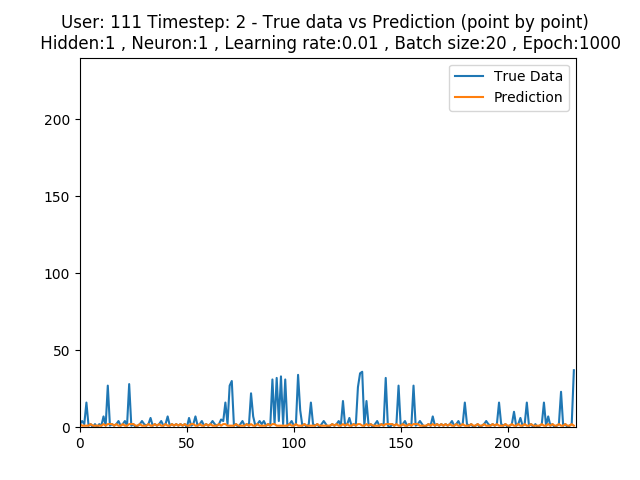 User: 111 Timestep: 2 - True data vs Prediction (point by point)
Hidden:1 , Neuron:1 , Learning rate:0.01 , Batch size:20 , Epoch:1000
True Data
Prediction
200
150
100
50
0
0 50 100 150 200